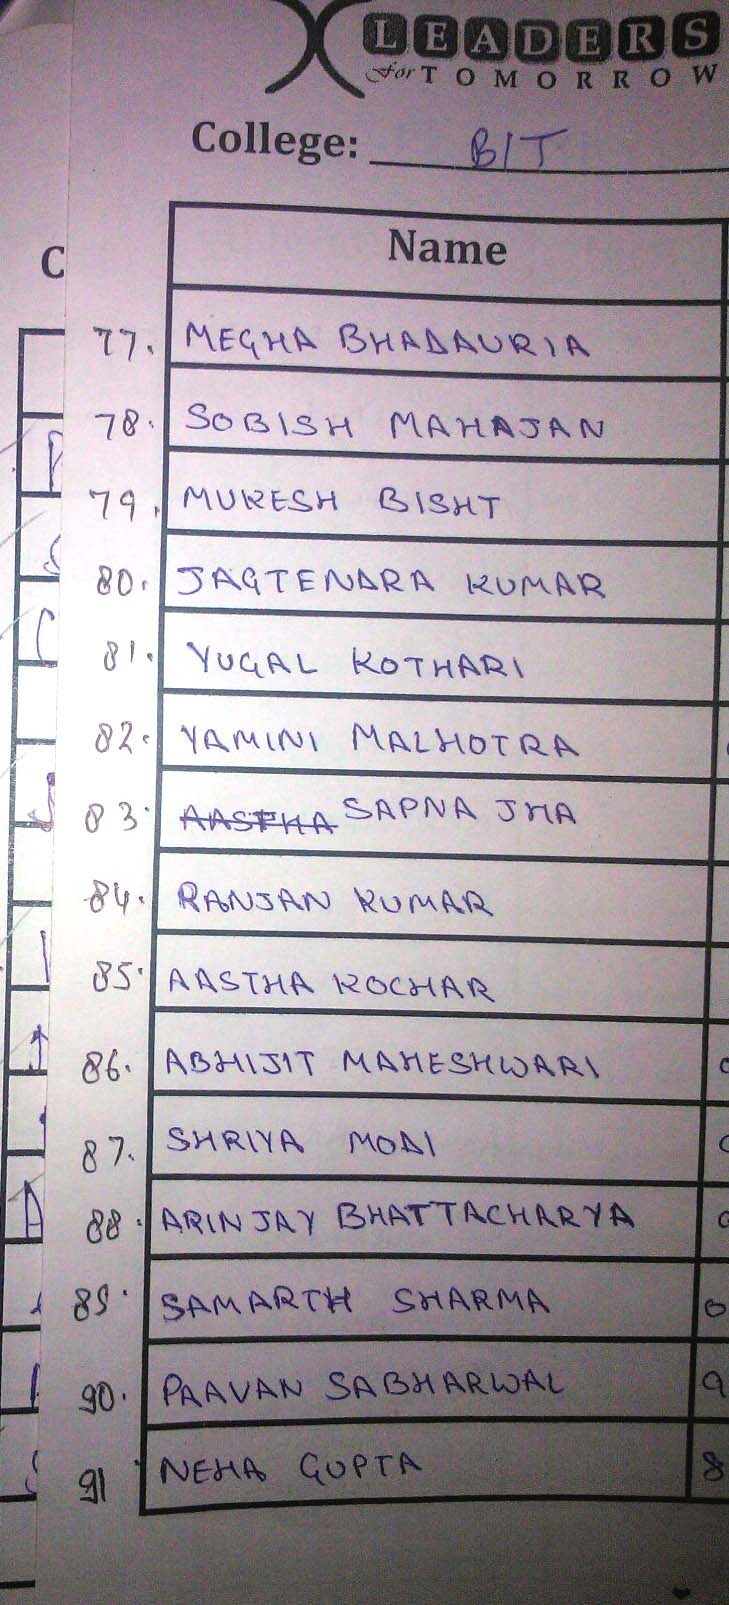 LEADERS
For TOMORROW
College: BIT
Name
77. MEGHA BHADAURIA
78. SOBISH MAHAJAN
79. MUKESH BISHT
80. JAGTENDRA KUMAR
81. YUGAL KOTHARI
82. YAMINI MALHOTRA
83. AASTHA SAPNA JHA
84. RANJAN KUMAR
85. AASTHA KOCHAR
86. ABHIJIT MAHESHWARI
87. SHRIYA MODI
88. ARINJAY BHATTACHARYA
89. SAMARTH SHARMA
90. PAAVAN SABHARWAL 9
91 NEHA GUPTA 8